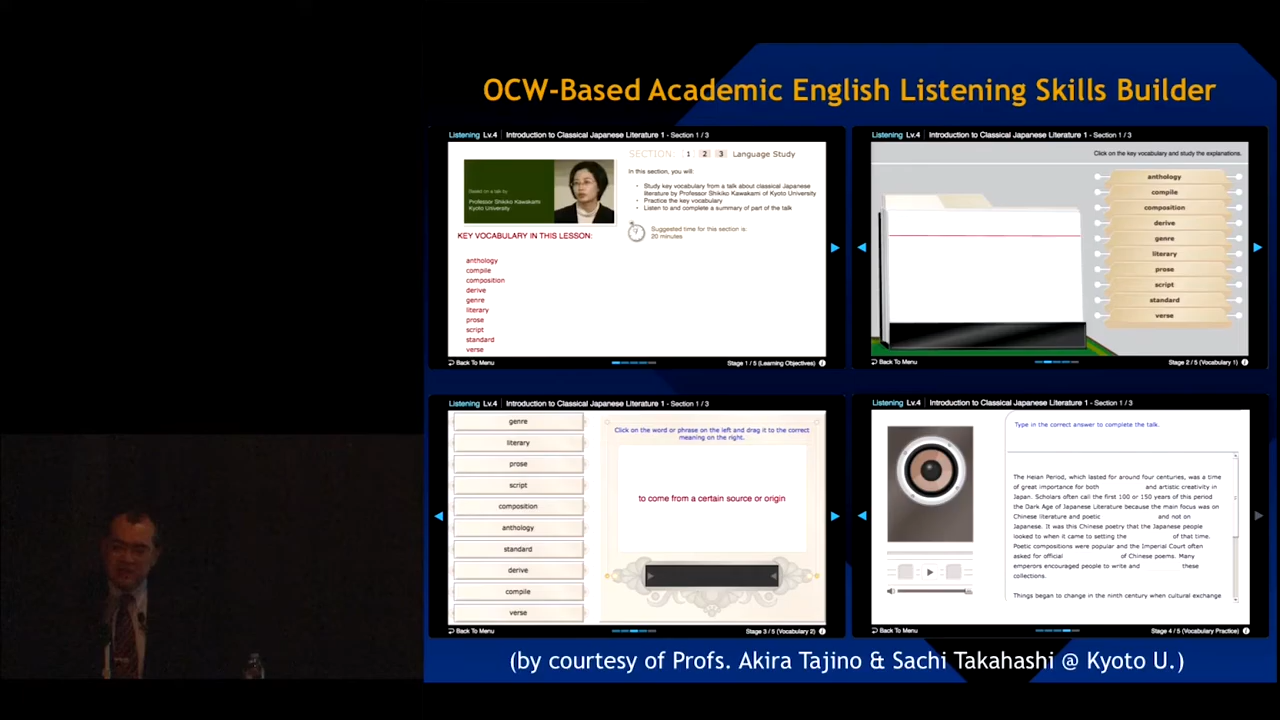 OCW-Based Academic English Listening Skills Builder
Listening Lv.4 Introduction to Classical Japanese Literature 1 - Section 1 / 3
Based on a talk by
Professor Shikiko Kawakami
Kyoto University
SECTION: 1 2 3 Language Study
In this section, you will:
• Study key vocabulary from a talk about classical Japanese
literature by Professor Shikiko Kawakami of Kyoto University
• Practice the key vocabulary
• Listen to and complete a summary of part of the talk
Suggested time for this section is:
20 minutes
KEY VOCABULARY IN THIS LESSON:
anthology
compile
composition
derive
genre
literary
prose
script
standard
verse
Back To Menu
Stage 1 / 5 (Learning Objectives)
Listening Lv.4 Introduction to Classical Japanese Literature 1 - Section 1 / 3
Click on the key vocabulary and study the explanations.
anthology
compile
composition
derive
genre
literary
prose
script
standard
verse
Back To Menu
Stage 2 / 5 (Vocabulary 1)
Listening Lv.4 Introduction to Classical Japanese Literature 1 - Section 1 / 3
genre
literary
prose
script
composition
anthology
standard
derive
compile
verse
Click on the word or phrase on the left and drag it to the correct
meaning on the right.
to come from a certain source or origin
Back To Menu
Stage 3 / 5 (Vocabulary 2)
Listening Lv.4 Introduction to Classical Japanese Literature 1 - Section 1 / 3
Type in the correct answer to complete the talk.
The Heian Period, which lasted for around four centuries, was a time
of great importance for both and artistic creativity in
Japan. Scholars often call the first 100 or 150 years of this period
the Dark Age of Japanese Literature because the main focus was on
Chinese literature and poetic and not on
Japanese. It was this Chinese poetry that the Japanese people
looked to when it came to setting the of that time.
Poetic compositions were popular and the Imperial Court often
asked for official of Chinese poems. Many
emperors encouraged people to write and these
collections.
Things began to change in the ninth century when cultural exchange
Back To Menu
Stage 4 / 5 (Vocabulary Practice)
(by courtesy of Profs. Akira Tajino & Sachi Takahashi @ Kyoto U.)